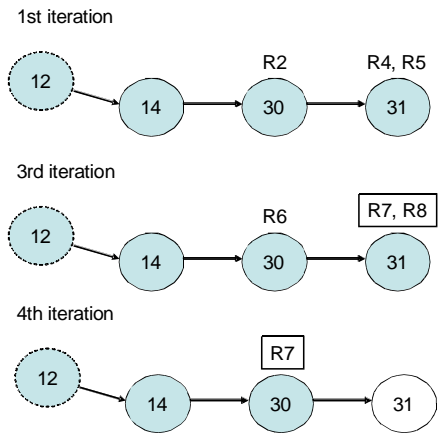 1st iteration
R2 R4, R5
12 14 30 31
3rd iteration
R6 R7, R8
12 14 30 31
4th iteration
R7
12 14 30 31